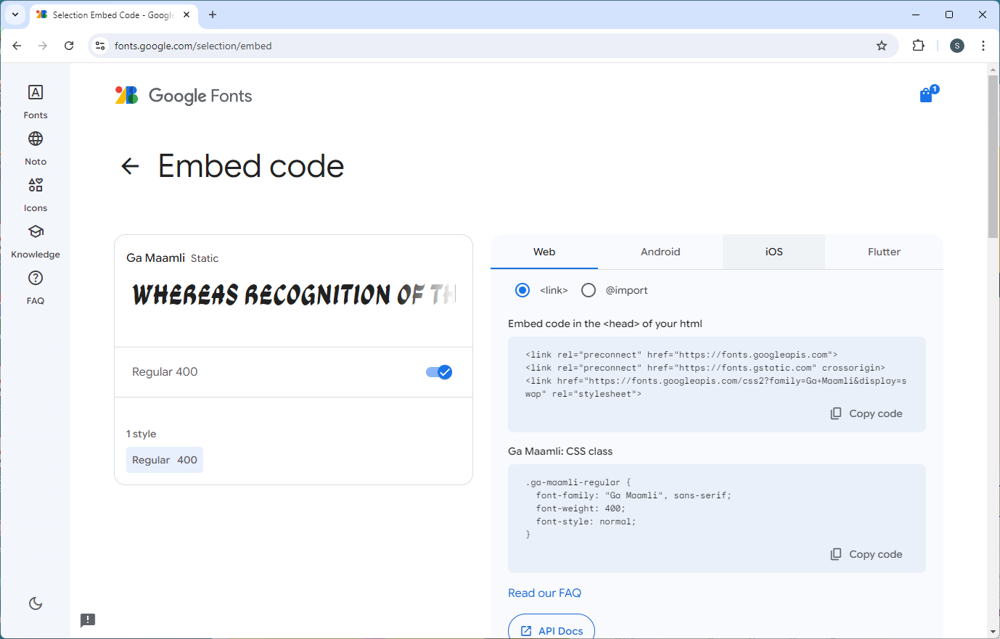 Selection Embed Code - Google
fonts.google.com/selection/embed
S
Fonts
Noto
Icons
Knowledge
FAQ
Google Fonts
1
Embed code
Ga Maamli Static
WHEREAS RECOGNITION OF TH
Regular 400
1 style
Regular 400
Web
Android
iOS
Flutter
<link>
@import
Embed code in the <head> of your html
<link rel="preconnect" href="https://fonts.googleapis.com">
<link rel="preconnect" href="https://fonts.gstatic.com" crossorigin>
<link href="https://fonts.googleapis.com/css2?family=Ga+Maamli&display=s
wap" rel="stylesheet">
Copy code
Ga Maamli: CSS class
.ga-maamli-regular {
  font-family: "Ga Maamli", sans-serif;
  font-weight: 400;
  font-style: normal;
}
Copy code
Read our FAQ
API Docs